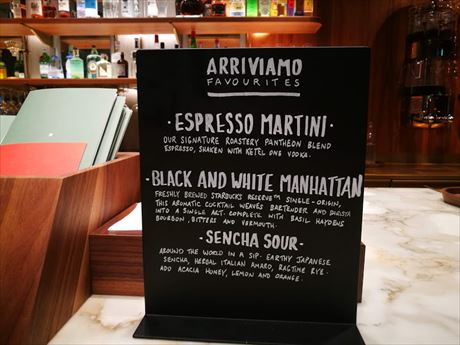 ARRIVIAMO
FAVOURITES
· ESPRESSO MARTINI ·
OUR SIGNATURE ROASTERY PANTHEON BLEND
ESPRESSO, SHAKEN WITH KETEL ONE VODKA.
· BLACK AND WHITE MANHATTAN
FRESHLY BREWED STARBUCKS RESERVE™ SINGLE-ORIGIN,
THIS AROMATIC COCKTAIL WEAVES BARTENDER AND BARISTA
INTO A SINGLE ART. COMPLETE WITH BASIL HAYDENS
BOURBON, BITTERS AND VERMOUTH.
· SENCHA SOUR ·
AROUND THE WORLD IN A SIP. EARTHY JAPANESE
SENCHA, HERBAL ITALIAN AMARO, RAGTIME RYE.
ADD ACACIA HONEY, LEMON AND ORANGE.